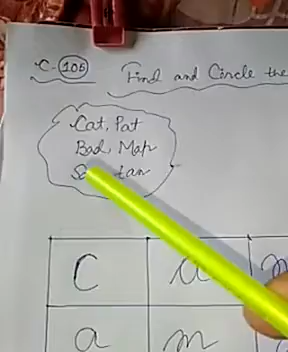 C-106 Find and Circle the
Cat, Pat
Bad, Map
tan
C a
a m